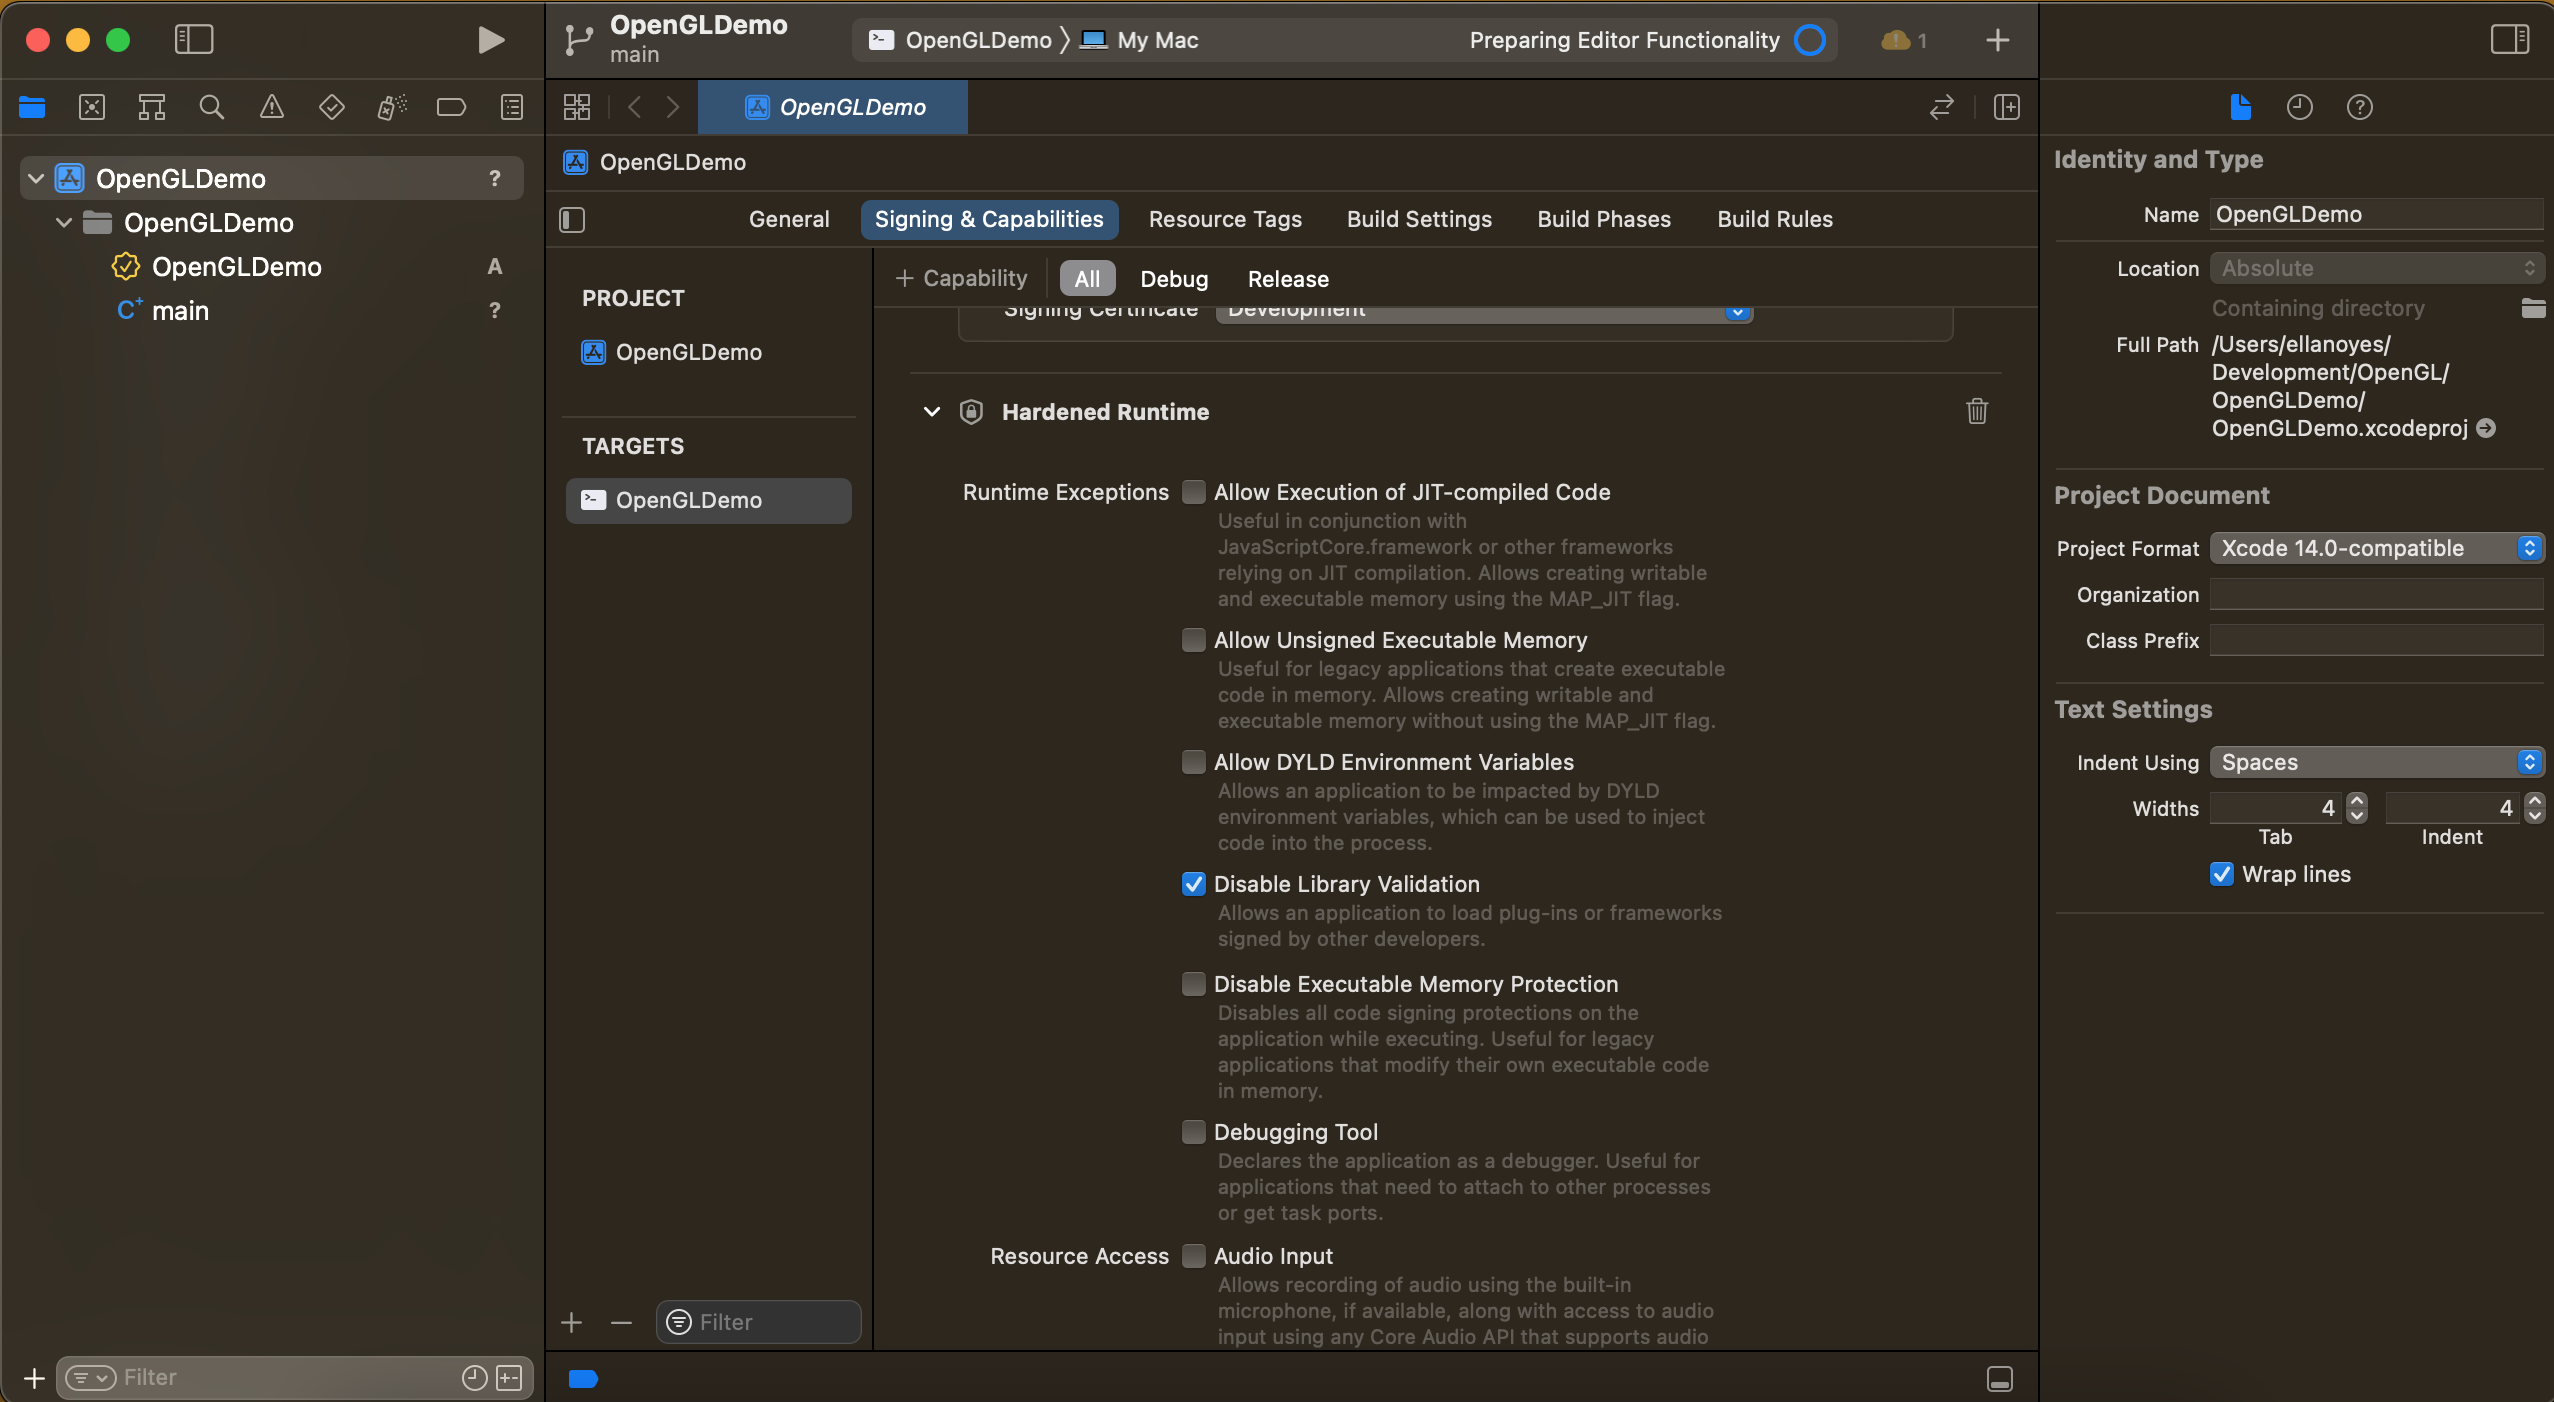 OpenGLDemo
main
OpenGLDemo
My Mac
Preparing Editor Functionality
1
OpenGLDemo
?
OpenGLDemo
OpenGLDemo
A
main
?
OpenGLDemo
OpenGLDemo
General
Signing & Capabilities
Resource Tags
Build Settings
Build Phases
Build Rules
PROJECT
OpenGLDemo
TARGETS
OpenGLDemo
Filter
Filter
Capability
All
Debug
Release
Signing Certificate
Development
Hardened Runtime
Runtime Exceptions
Allow Execution of JIT-compiled Code
Useful in conjunction with
JavaScriptCore.framework or other frameworks
relying on JIT compilation. Allows creating writable
and executable memory using the MAP_JIT flag.
Allow Unsigned Executable Memory
Useful for legacy applications that create executable
code in memory. Allows creating writable and
executable memory without using the MAP_JIT flag.
Allow DYLD Environment Variables
Allows an application to be impacted by DYLD
environment variables, which can be used to inject
code into the process.
Disable Library Validation
Allows an application to load plug-ins or frameworks
signed by other developers.
Disable Executable Memory Protection
Disables all code signing protections on the
application while executing. Useful for legacy
applications that modify their own executable code
in memory.
Debugging Tool
Declares the application as a debugger. Useful for
applications that need to attach to other processes
or get task ports.
Resource Access
Audio Input
Allows recording of audio using the built-in
microphone, if available, along with access to audio
input using any Core Audio API that supports audio
Identity and Type
Name
OpenGLDemo
Location
Absolute
Containing directory
Full Path
/Users/ellanoyes/
Development/OpenGL/
OpenGLDemo/
OpenGLDemo.xcodeproj
Project Document
Project Format
Xcode 14.0-compatible
Organization
Class Prefix
Text Settings
Indent Using
Spaces
Widths
4
4
Tab
Indent
Wrap lines